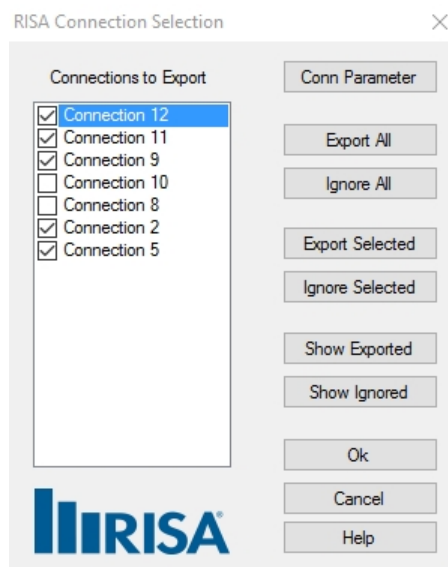 RISA Connection Selection
Connections to Export
Connection 12
Connection 11
Connection 9
Connection 10
Connection 8
Connection 2
Connection 5
Conn Parameter
Export All
Ignore All
Export Selected
Ignore Selected
Show Exported
Show Ignored
Ok
Cancel
Help
RISA®